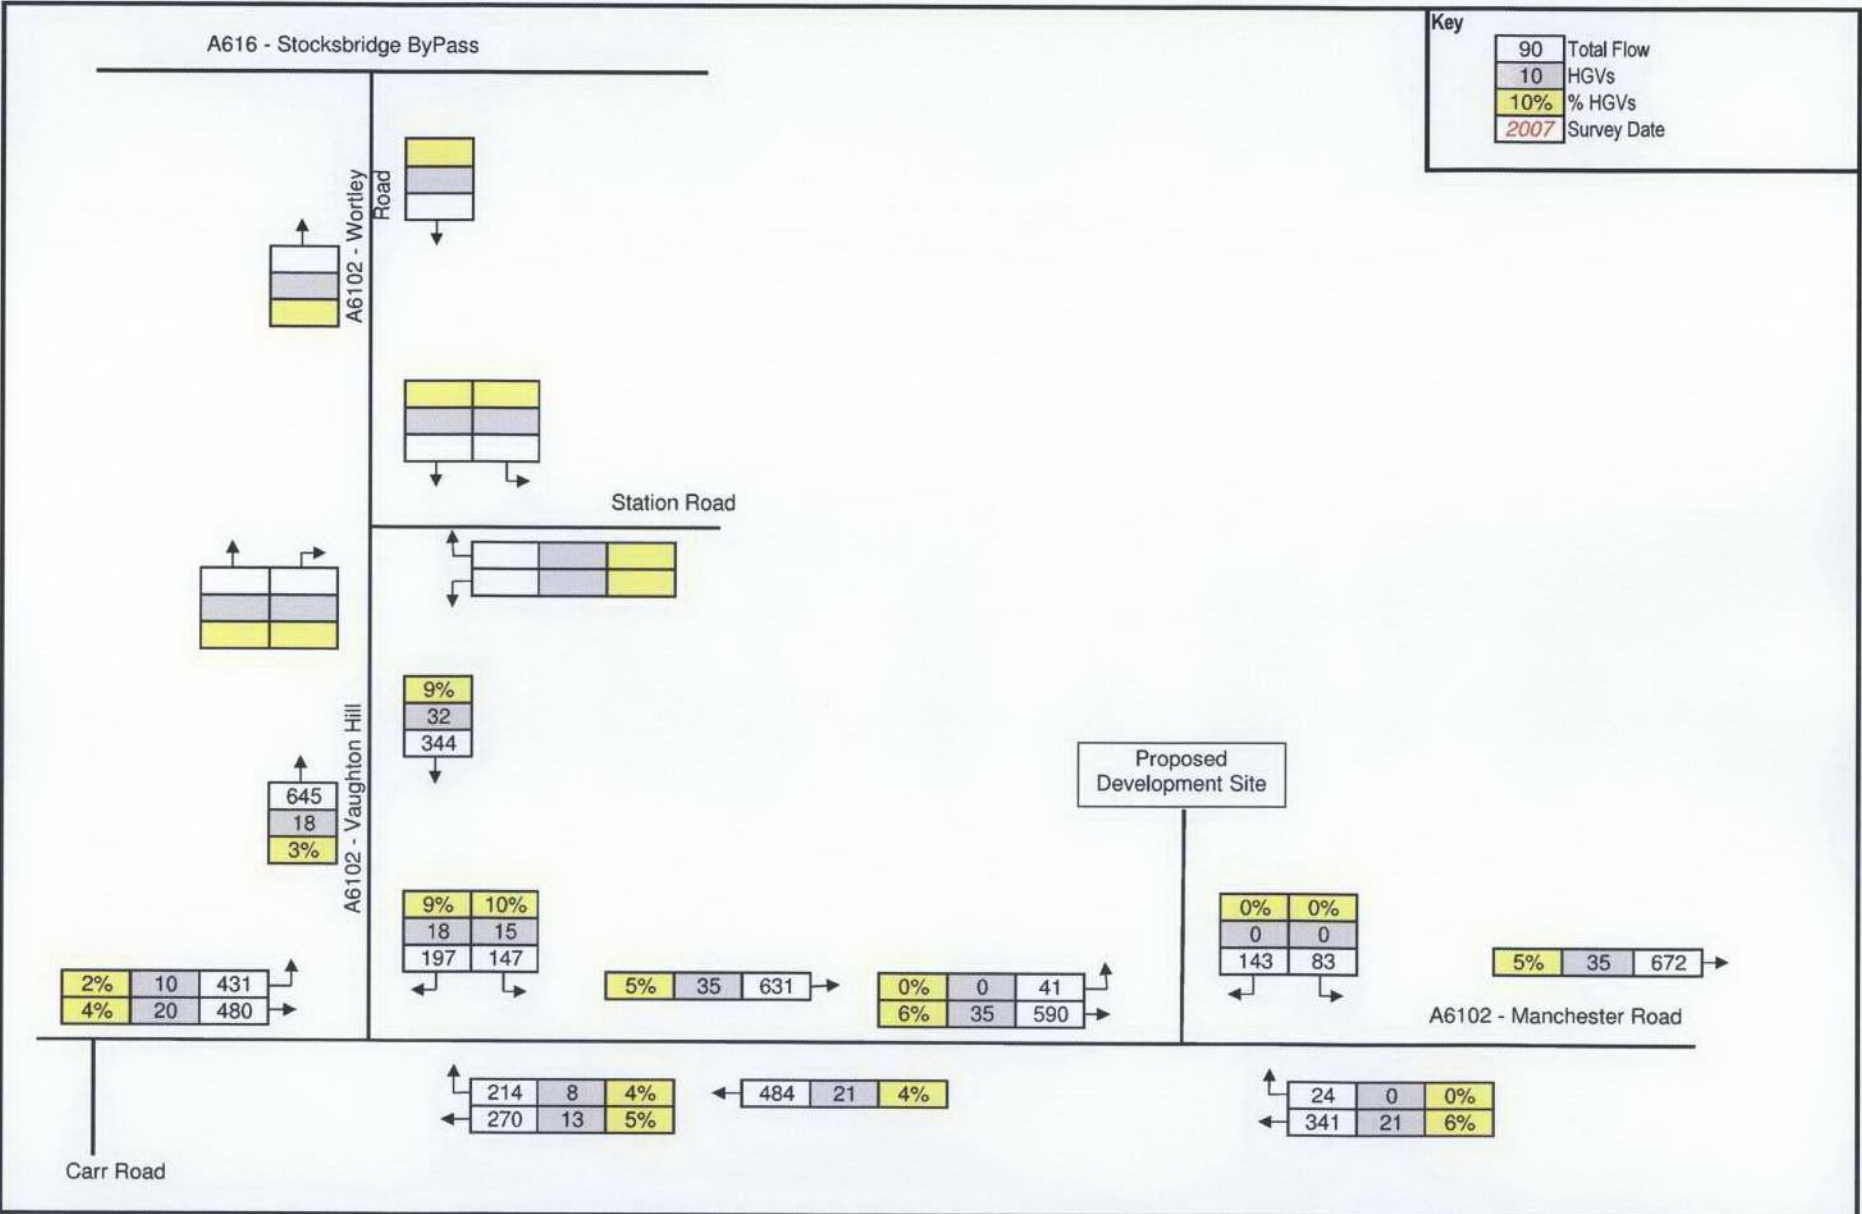 Key
90 Total Flow
10 HGVs
10% % HGVs
2007 Survey Date
A616 - Stocksbridge ByPass
A6102 - Wortley
Road
Station Road
9%
32
344
A6102 - Vaughton Hill
645
18
3%
Proposed
Development Site
9% 10%
18 15
197 147
2% 10 431
4% 20 480
5% 35 631
0% 0 41
6% 35 590
0% 0%
0 0
143 83
5% 35 672
A6102 - Manchester Road
214 8 4%
270 13 5%
484 21 4%
24 0 0%
341 21 6%
Carr Road